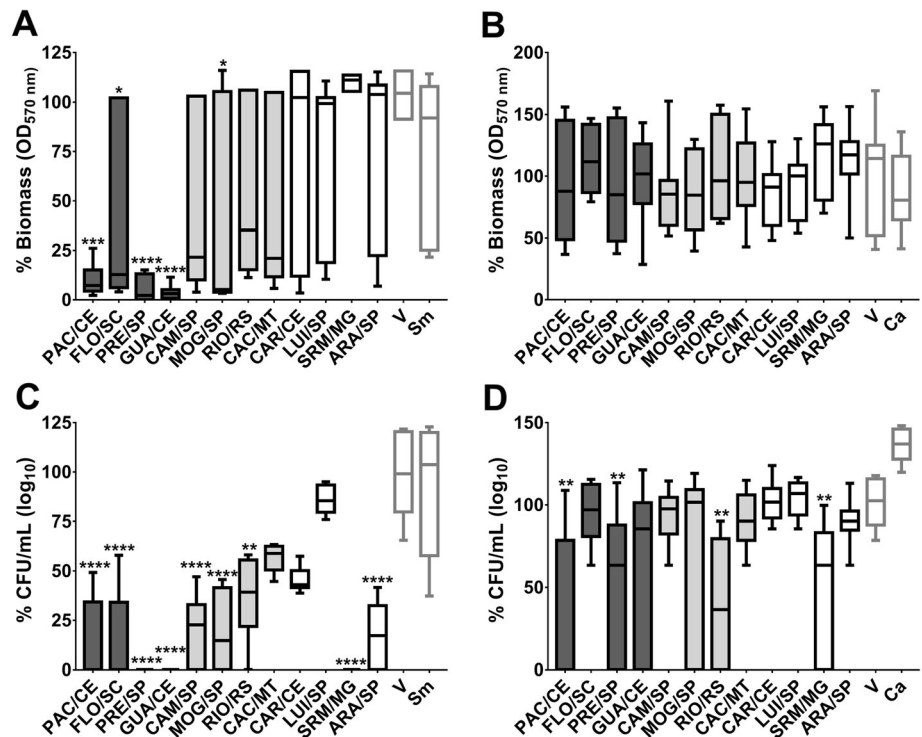 A
% Biomass (OD570 nm)
125
100
75
50
25
0
***
*
****
****
*
PAC/CE
FLO/SC
PRE/SP
GUA/CE
CAM/SP
MOG/SP
RIO/RS
CAC/MT
CAR/CE
LUI/SP
SRM/MG
ARA/SP
V
Sm
B
% Biomass (OD570 nm)
200
150
100
50
0
PAC/CE
FLO/SC
PRE/SP
GUA/CE
CAM/SP
MOG/SP
RIO/RS
CAC/MT
CAR/CE
LUI/SP
SRM/MG
ARA/SP
V
Ca
C
% CFU/mL (log10)
125
100
75
50
25
0
****
****
****
****
****
****
**
****
****
PAC/CE
FLO/SC
PRE/SP
GUA/CE
CAM/SP
MOG/SP
RIO/RS
CAC/MT
CAR/CE
LUI/SP
SRM/MG
ARA/SP
V
Sm
D
% CFU/mL (log10)
150
100
50
0
**
**
**
**
PAC/CE
FLO/SC
PRE/SP
GUA/CE
CAM/SP
MOG/SP
RIO/RS
CAC/MT
CAR/CE
LUI/SP
SRM/MG
ARA/SP
V
Ca